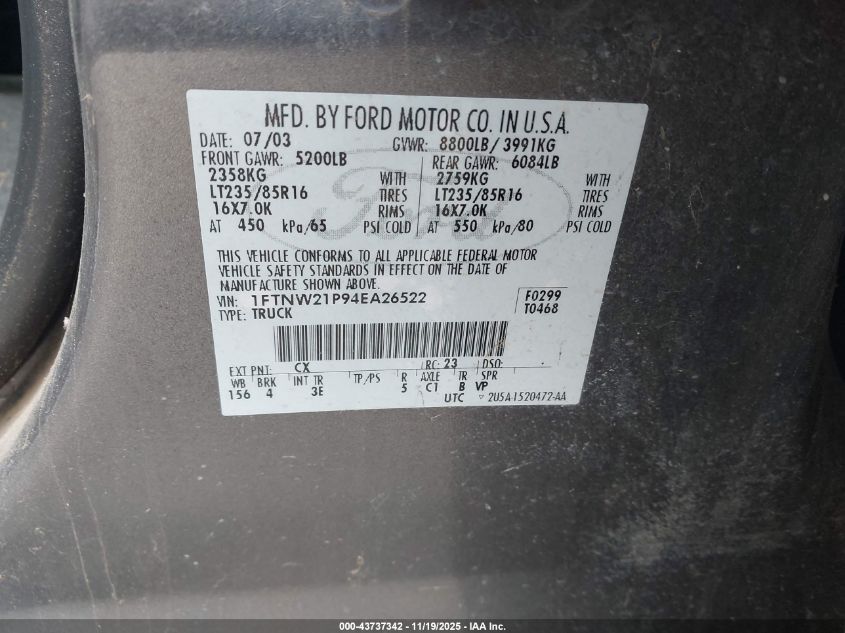 MFD. BY FORD MOTOR CO. IN U.S.A.
DATE: 07/03 GVWR: 8800LB/ 3991KG
FRONT GAWR: 5200LB REAR GAWR: 6084LB
2358KG WITH 2759KG WITH
LT235/85R16 TIRES LT235/85R16 TIRES
16X7.0K RIMS 16X7.0K RIMS
AT 450 kPa/65 PSI COLD AT 550 kPa/80 PSI COLD
Ford
THIS VEHICLE CONFORMS TO ALL APPLICABLE FEDERAL MOTOR
VEHICLE SAFETY STANDARDS IN EFFECT ON THE DATE OF
MANUFACTURE SHOWN ABOVE.
VIN: 1FTNW21P94EA26522 F0299
TYPE: TRUCK T0468
EXT PNT: CX RC: 23 DSO:
WB BRK INT TR TP/PS R AXLE TR SPR
156 4 3E 5 C1 B VP
UTC 2U5A-1520472-AA
000-43737342 - 11/19/2025 - IAA Inc.